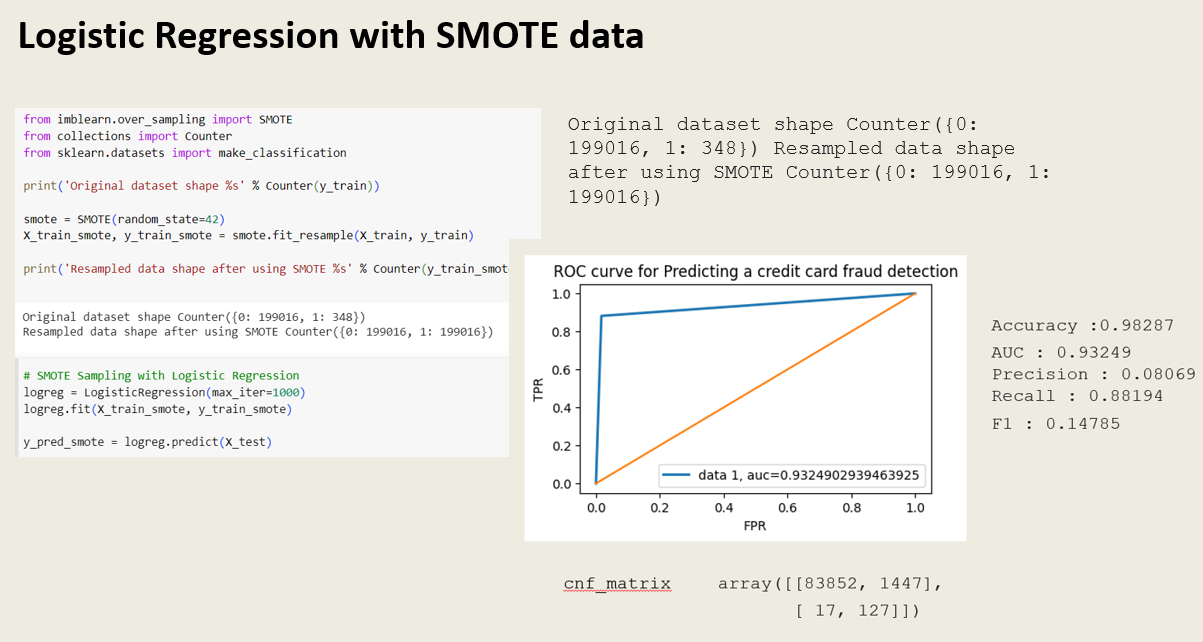 Logistic Regression with SMOTE data
from imblearn.over_sampling import SMOTE
from collections import Counter
from sklearn.datasets import make_classification
print('Original dataset shape %s' % Counter(y_train))
smote = SMOTE(random_state=42)
X_train_smote, y_train_smote = smote.fit_resample(X_train, y_train)
print('Resampled data shape after using SMOTE %s' % Counter(y_train_smot
Original dataset shape Counter({0: 199016, 1: 348})
Resampled data shape after using SMOTE Counter({0: 199016, 1: 199016})
# SMOTE Sampling with Logistic Regression
logreg = LogisticRegression(max_iter=1000)
logreg.fit(X_train_smote, y_train_smote)
y_pred_smote = logreg.predict(X_test)
Original dataset shape Counter({0:
199016, 1: 348}) Resampled data shape
after using SMOTE Counter({0: 199016, 1:
199016})
ROC curve for Predicting a credit card fraud detection
1.0
0.8
0.6
0.4
0.2
0.0
TPR
data 1, auc=0.9324902939463925
0.0 0.2 0.4 0.6 0.8 1.0
FPR
Accuracy :0.98287
AUC : 0.93249
Precision : 0.08069
Recall : 0.88194
F1 : 0.14785
cnf_matrix array([[83852, 1447],
[ 17, 127]])